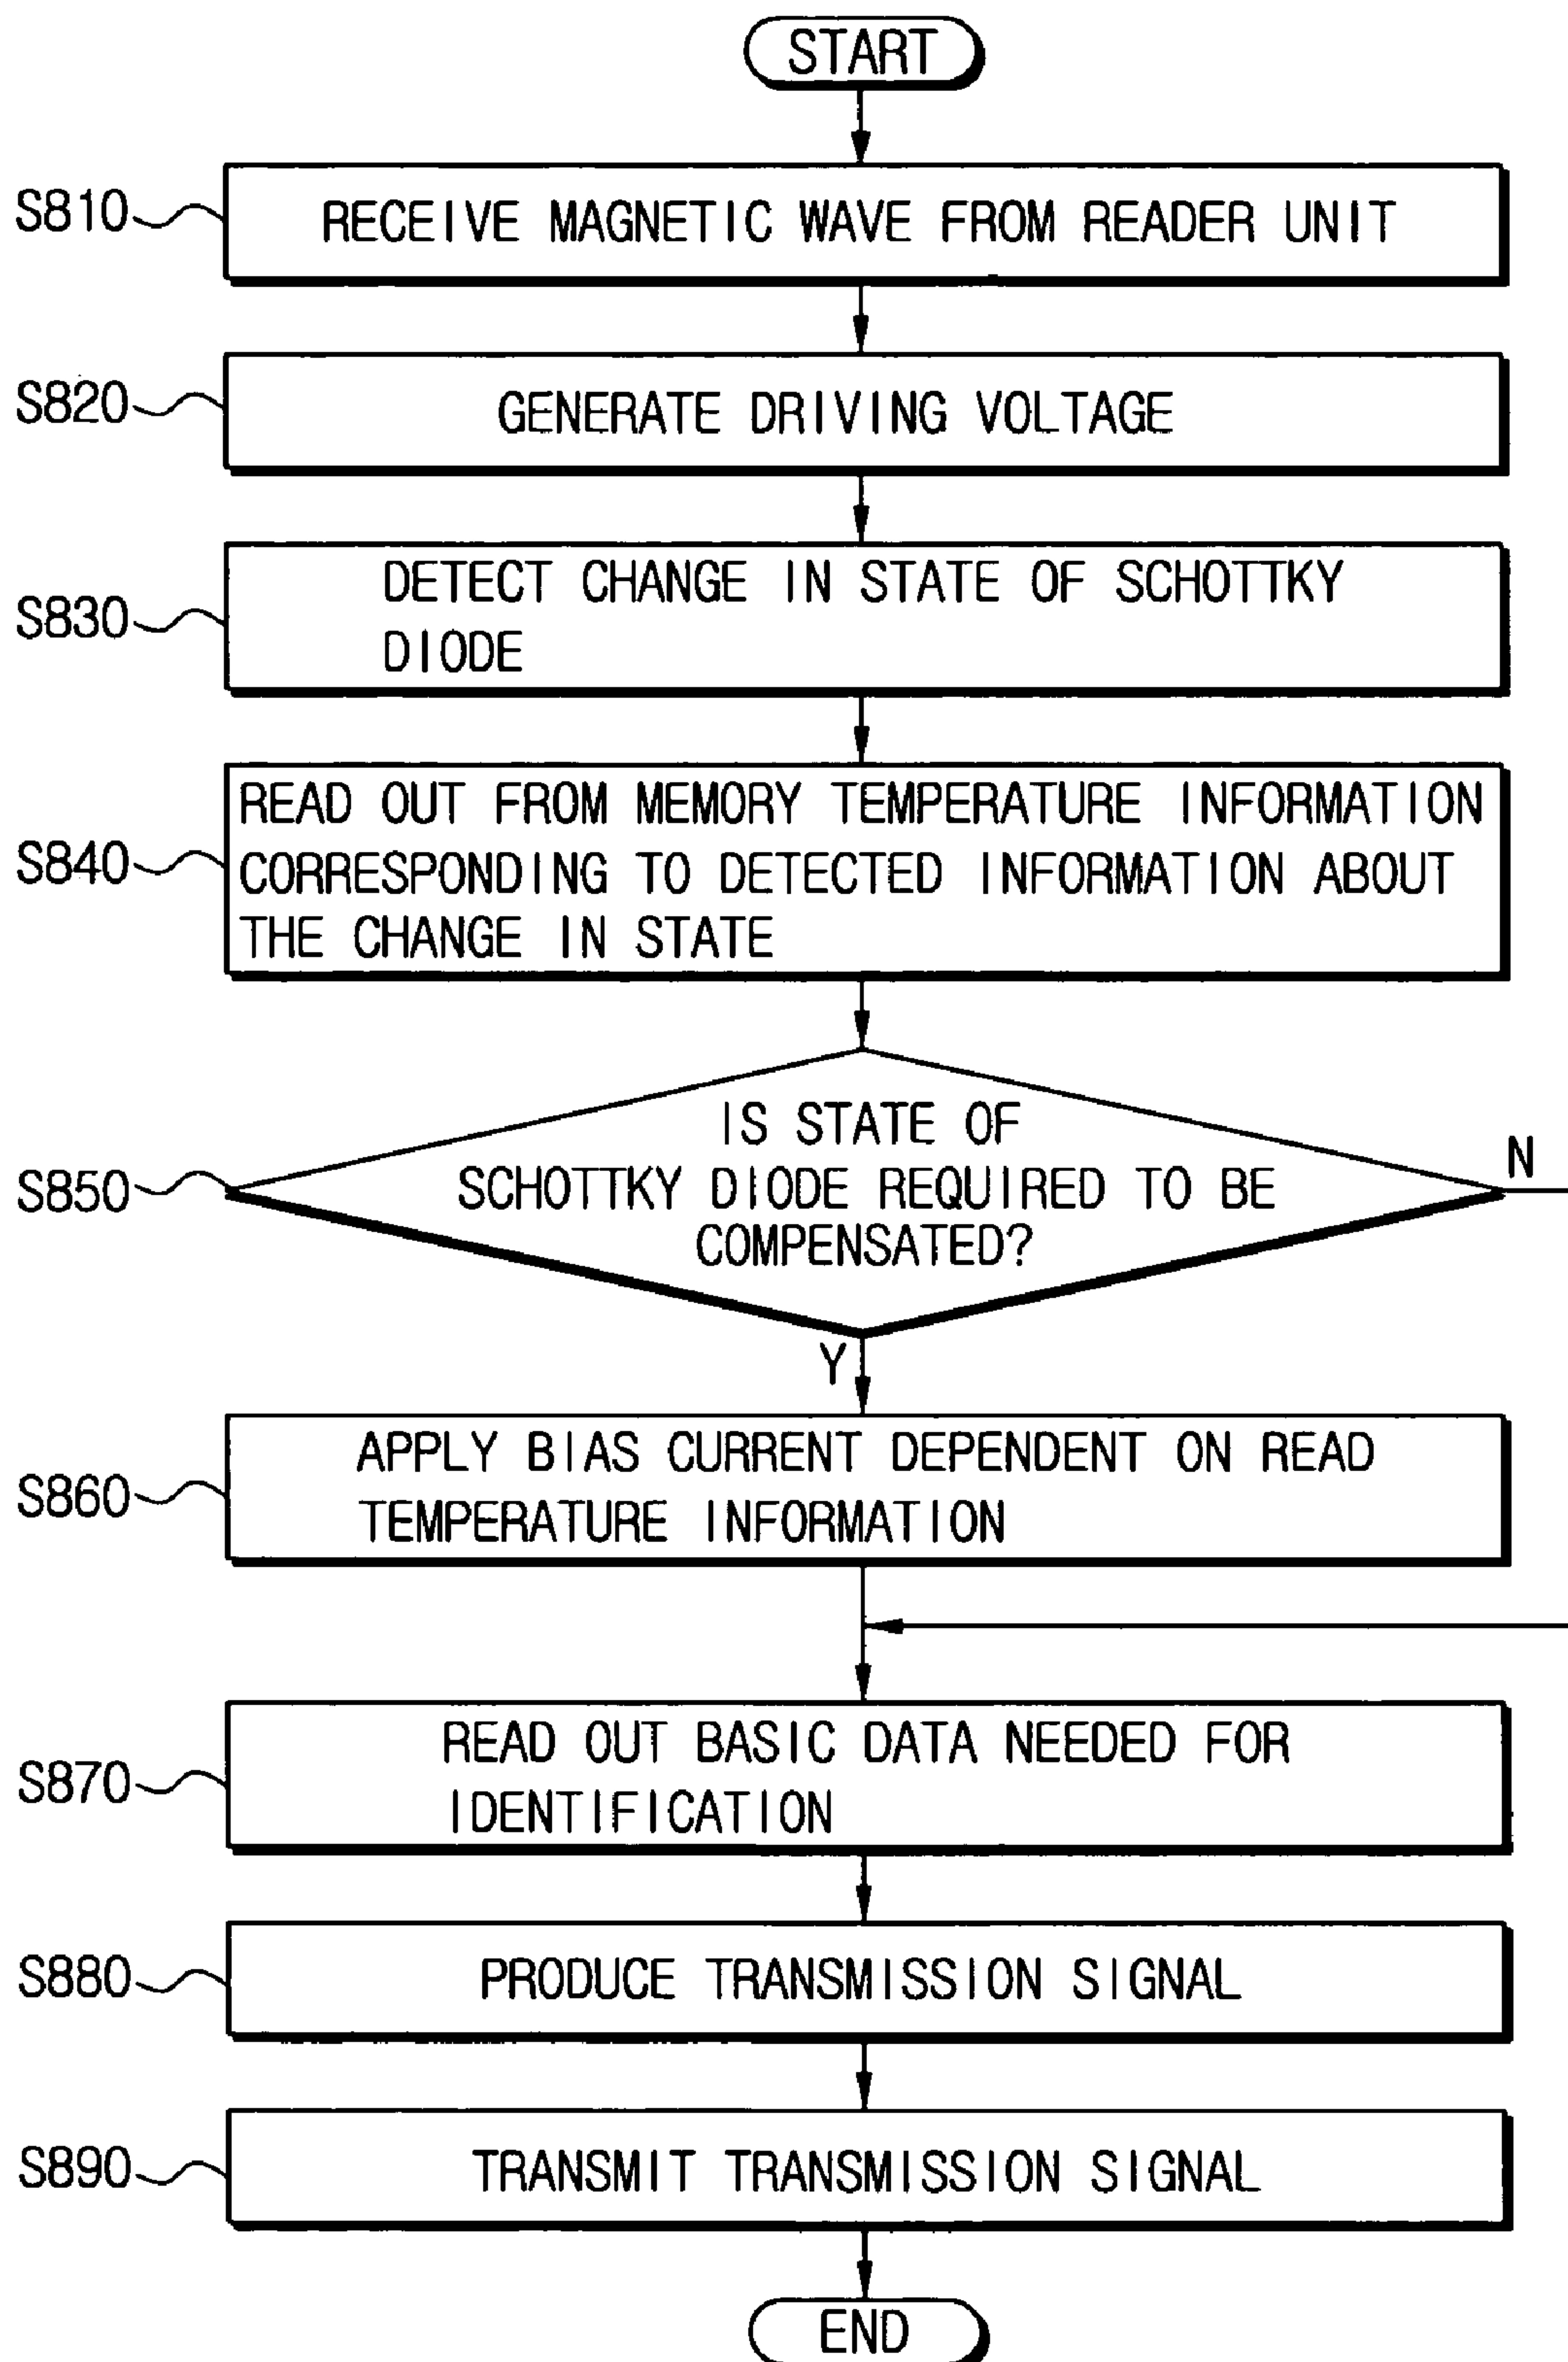 START
S810
RECEIVE MAGNETIC WAVE FROM READER UNIT
S820
GENERATE DRIVING VOLTAGE
S830
DETECT CHANGE IN STATE OF SCHOTTKY
DIODE
S840
READ OUT FROM MEMORY TEMPERATURE INFORMATION
CORRESPONDING TO DETECTED INFORMATION ABOUT
THE CHANGE IN STATE
S850
IS STATE OF
SCHOTTKY DIODE REQUIRED TO BE
COMPENSATED?
N
Y
S860
APPLY BIAS CURRENT DEPENDENT ON READ
TEMPERATURE INFORMATION
S870
READ OUT BASIC DATA NEEDED FOR
IDENTIFICATION
S880
PRODUCE TRANSMISSION SIGNAL
S890
TRANSMIT TRANSMISSION SIGNAL
END